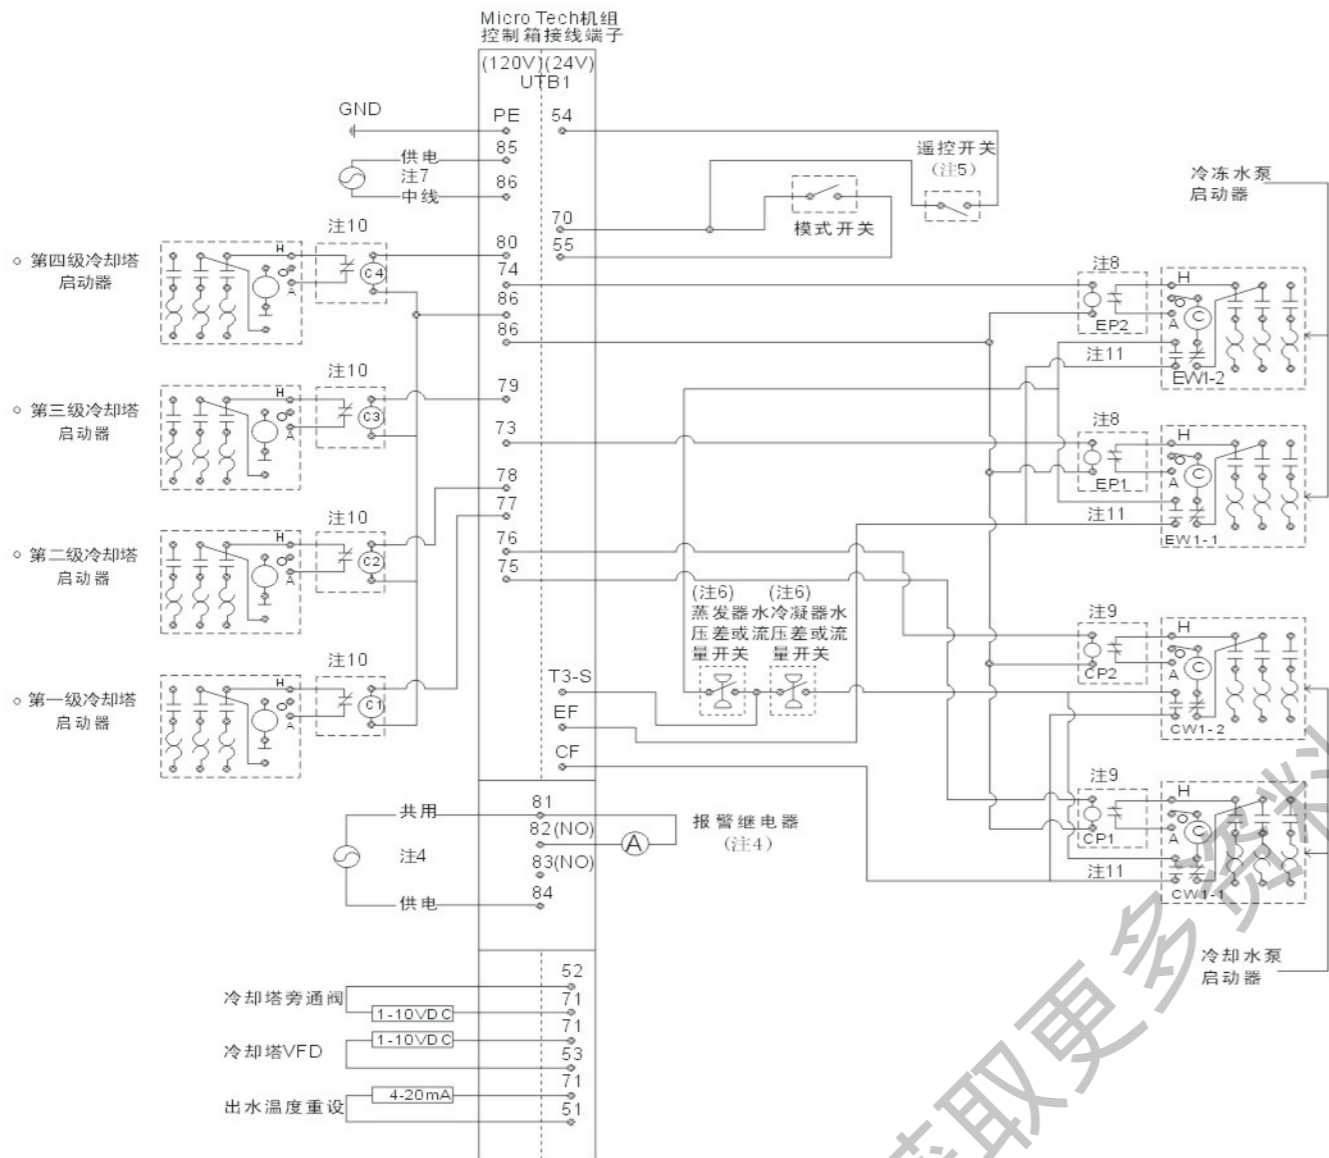 Micro Tech机组
控制箱接线端子
(120V)(24V)
UTB1
GND
PE
54
85
供电
注7
86
中线
遥控开关
（注5）
冷冻水泵
启动器
模式开关
70
55
注10
80
第四级冷却塔
启动器
H
O
A
C4
74
86
86
注8
EP2
H
O
A
C
注11
EW1-2
注10
79
第三级冷却塔
启动器
H
O
A
C3
73
注8
EP1
H
O
A
C
注11
EW1-1
78
77
注10
第二级冷却塔
启动器
H
O
A
C2
76
75
(注6)
蒸发器水
压差或流
量开关
(注6)
冷凝器水
压差或流
量开关
注9
CP2
H
O
A
C
CW1-2
注10
第一级冷却塔
启动器
H
O
A
C1
T3-S
EF
CF
注9
CP1
H
O
A
C
注11
CW1-1
共用
81
82(NO)
注4
83(NO)
84
供电
A
报警继电器
（注4）
冷却水泵
启动器
52
冷却塔旁通阀
71
1-10VDC
71
1-10VDC
冷却塔VFD
53
71
4-20mA
出水温度重设
51
获取更多资料